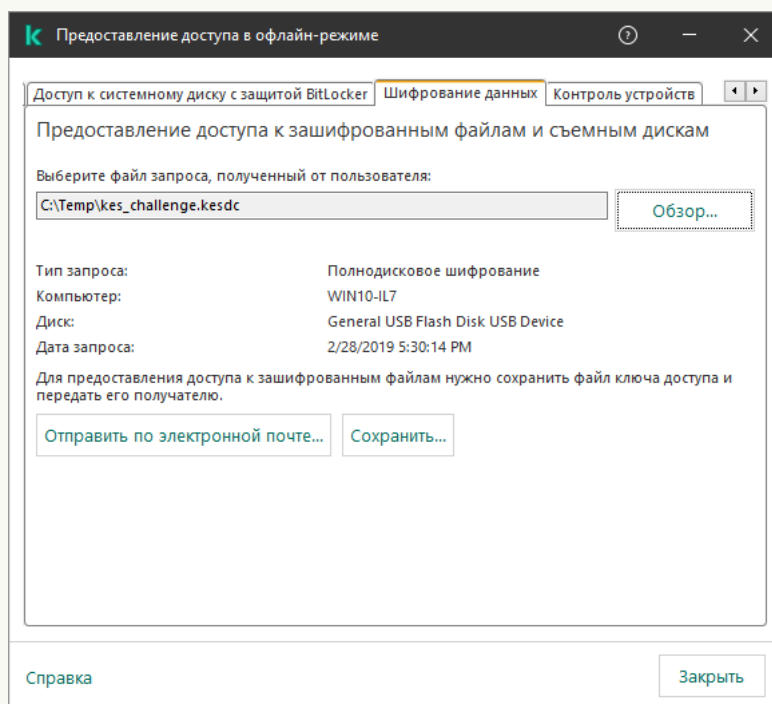 Предоставление доступа в офлайн-режиме
Доступ к системному диску с защитой BitLocker Шифрование данных Контроль устройств
Предоставление доступа к зашифрованным файлам и съемным дискам
Выберите файл запроса, полученный от пользователя:
C:\Temp\kes_challenge.kesdc Обзор...
Тип запроса: Полнодисковое шифрование
Компьютер: WIN10-IL7
Диск: General USB Flash Disk USB Device
Дата запроса: 2/28/2019 5:30:14 PM
Для предоставления доступа к зашифрованным файлам нужно сохранить файл ключа доступа и
передать его получателю.
Отправить по электронной почте... Сохранить...
Справка Закрыть